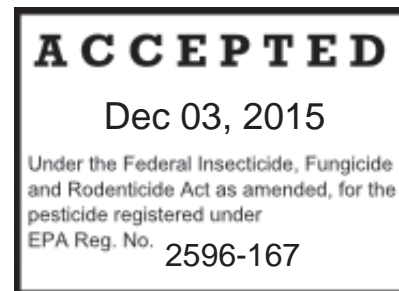 ACCEPTED
Dec 03, 2015
Under the Federal Insecticide, Fungicide
and Rodenticide Act as amended, for the
pesticide registered under
EPA Reg. No. 2596-167